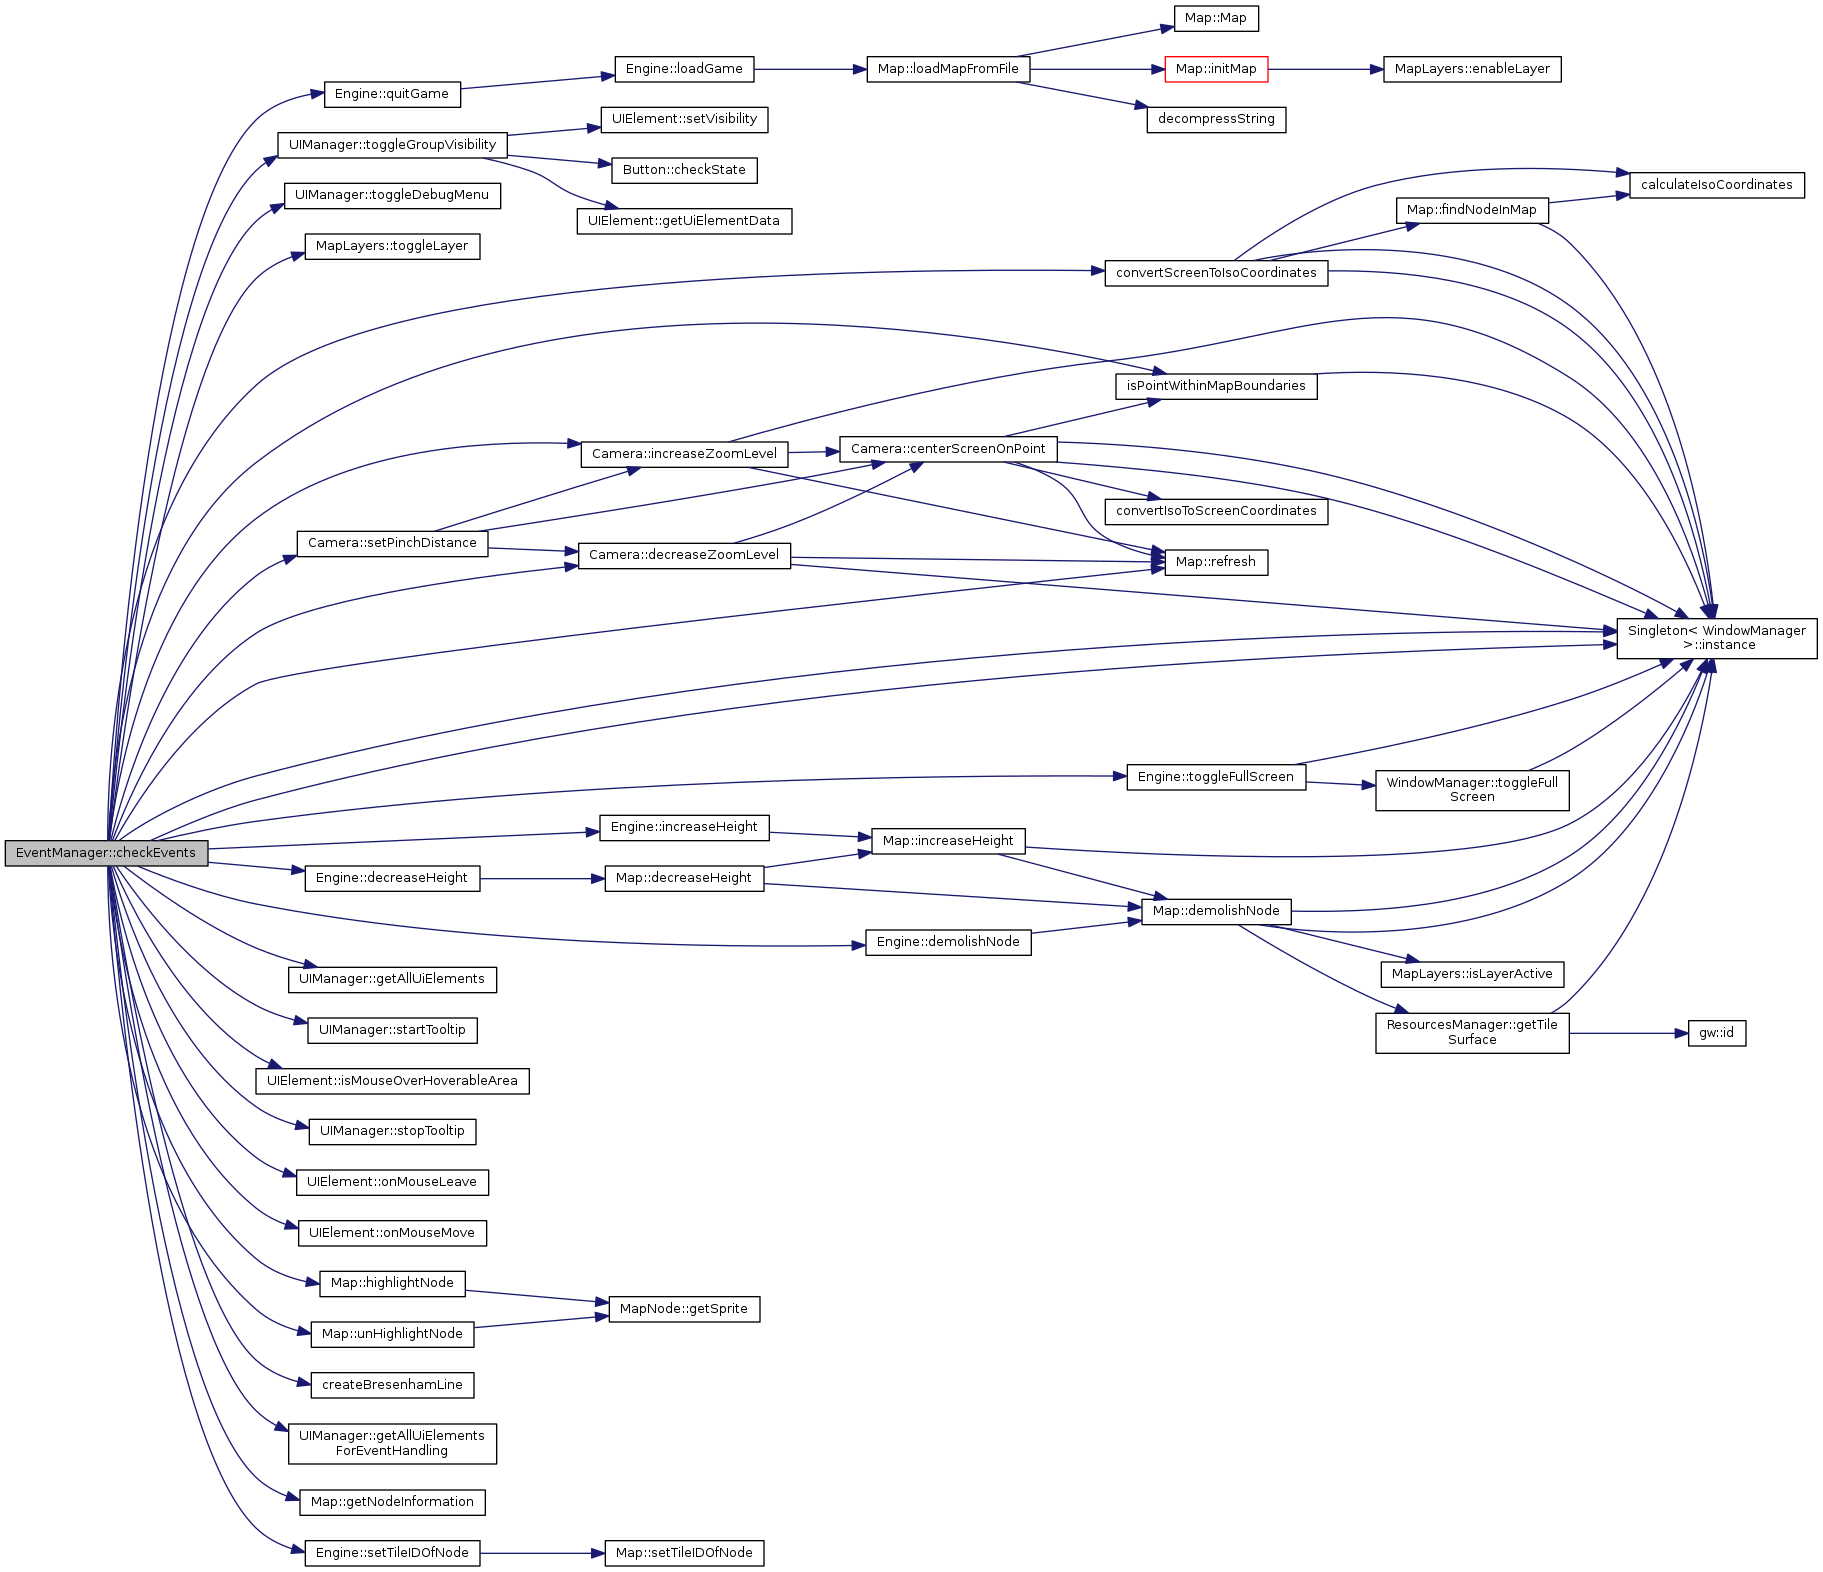 Map::Map
Engine::loadGame
Map::loadMapFromFile
Map::initMap
MapLayers::enableLayer
Engine::quitGame
UIElement::setVisibility
decompressString
UIManager::toggleGroupVisibility
Button::checkState
calculateIsoCoordinates
UIManager::toggleDebugMenu
Map::findNodeInMap
UIElement::getUiElementData
MapLayers::toggleLayer
convertScreenToIsoCoordinates
isPointWithinMapBoundaries
Camera::increaseZoomLevel
Camera::centerScreenOnPoint
convertIsoToScreenCoordinates
Camera::setPinchDistance
Camera::decreaseZoomLevel
Map::refresh
Singleton< WindowManager
>::instance
Engine::toggleFullScreen
WindowManager::toggleFull
Screen
Engine::increaseHeight
Map::increaseHeight
EventManager::checkEvents
Engine::decreaseHeight
Map::decreaseHeight
Map::demolishNode
Engine::demolishNode
UIManager::getAllUiElements
MapLayers::isLayerActive
UIManager::startTooltip
ResourcesManager::getTile
Surface
gw::id
UIElement::isMouseOverHoverableArea
UIManager::stopTooltip
UIElement::onMouseLeave
UIElement::onMouseMove
Map::highlightNode
MapNode::getSprite
Map::unHighlightNode
createBresenhamLine
UIManager::getAllUiElements
ForEventHandling
Map::getNodeInformation
Engine::setTileIDOfNode
Map::setTileIDOfNode